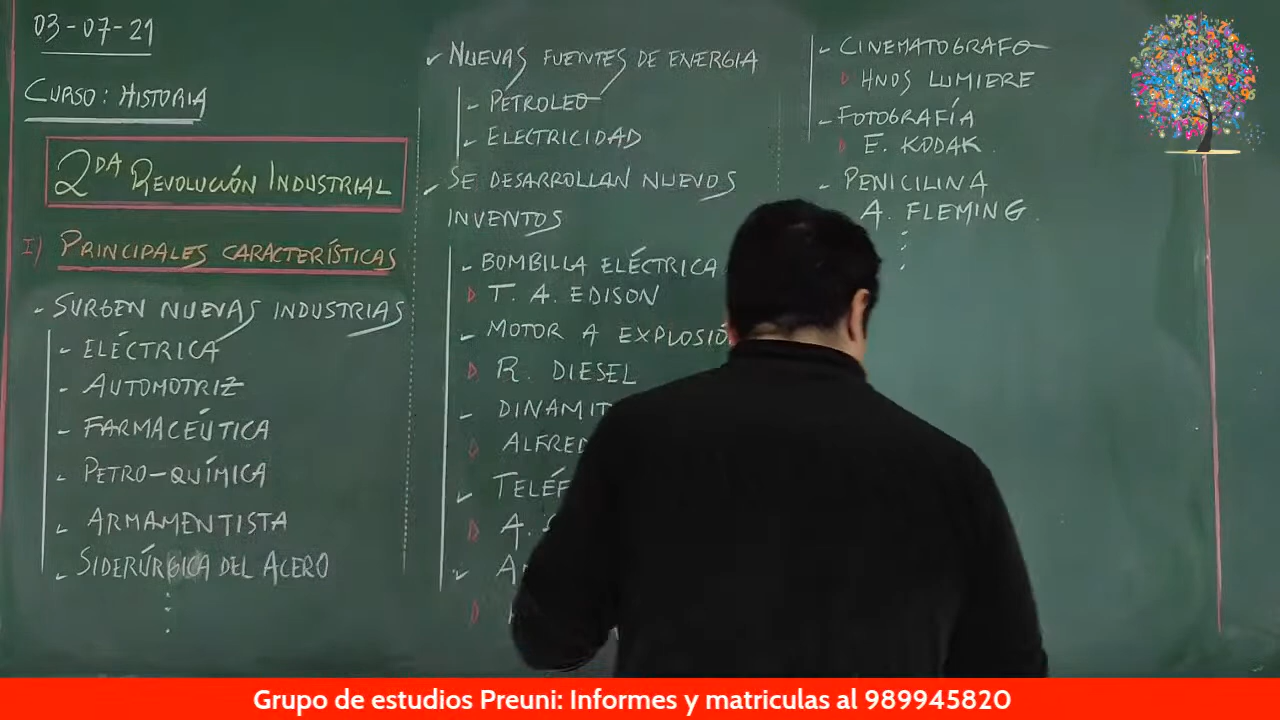 03-07-21
CURSO: HISTORIA
2DA REVOLUCIÓN INDUSTRIAL
I) PRINCIPALES CARACTERÍSTICAS
- SURGEN NUEVAS INDUSTRIAS
- ELÉCTRICA
- AUTOMOTRIZ
- FARMACEÚTICA
- PETRO-QUÍMICA
- ARMAMENTISTA
- SIDERÚRGICA DEL ACERO
- NUEVAS FUENTES DE ENERGIA
- PETROLEO
- ELECTRICIDAD
- SE DESARROLLAN NUEVOS
INVENTOS
- BOMBILLA ELÉCTRICA
T. A. EDISON
- MOTOR A EXPLOSIÓ
R. DIESEL
- DINAMIT
ALFRED
- TELÉF
A.
- CINEMATOGRAFO
HNOS LUMIERE
- FOTOGRAFÍA
E. KODAK.
- PENICILINA
A. FLEMING.
Grupo de estudios Preuni: Informes y matriculas al 989945820